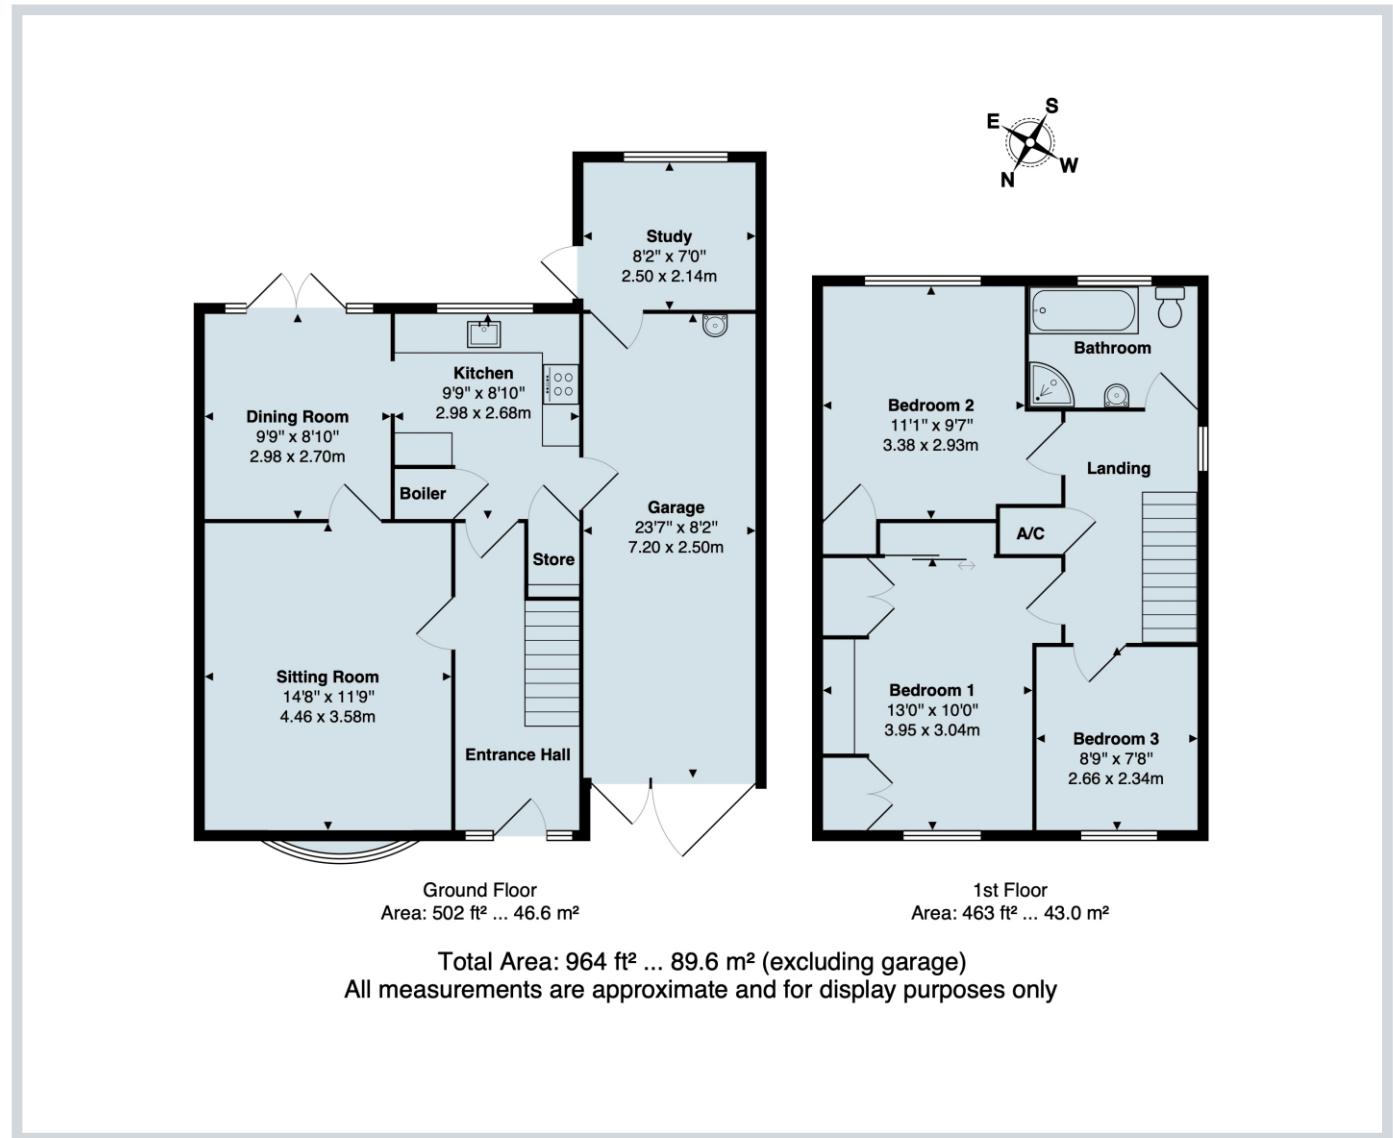 S
E
W
N
Study
8'2" x 7'0"
2.50 x 2.14m
Kitchen
9'9" x 8'10"
2.98 x 2.68m
Dining Room
9'9" x 8'10"
2.98 x 2.70m
Boiler
Store
Garage
23'7" x 8'2"
7.20 x 2.50m
Sitting Room
14'8" x 11'9"
4.46 x 3.58m
Entrance Hall
Bathroom
Bedroom 2
11'1" x 9'7"
3.38 x 2.93m
Landing
A/C
Bedroom 1
13'0" x 10'0"
3.95 x 3.04m
Bedroom 3
8'9" x 7'8"
2.66 x 2.34m
Ground Floor
Area: 502 ft² ... 46.6 m²
1st Floor
Area: 463 ft² ... 43.0 m²
Total Area: 964 ft² ... 89.6 m² (excluding garage)
All measurements are approximate and for display purposes only